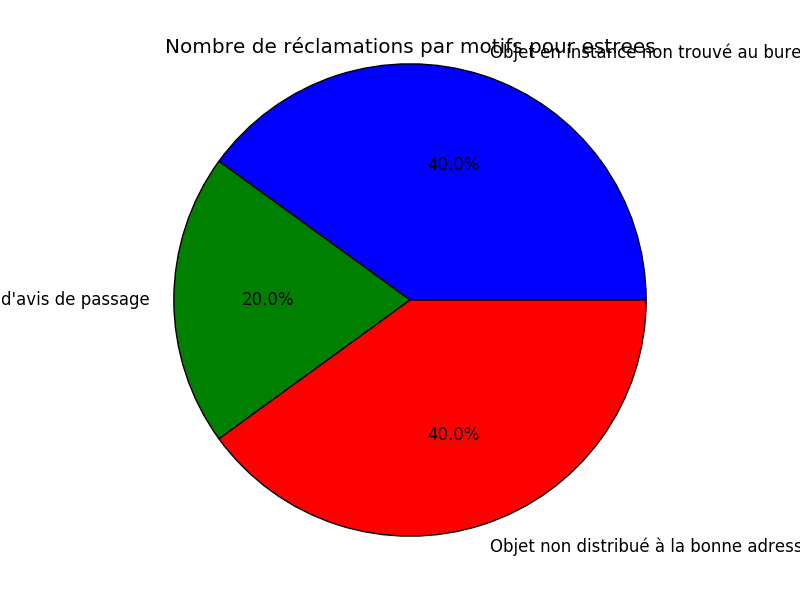 Nombre de réclamations par motifs pour estrees
Objet en instance non trouvé au bure
40.0%
d'avis de passage
20.0%
40.0%
Objet non distribué à la bonne adress